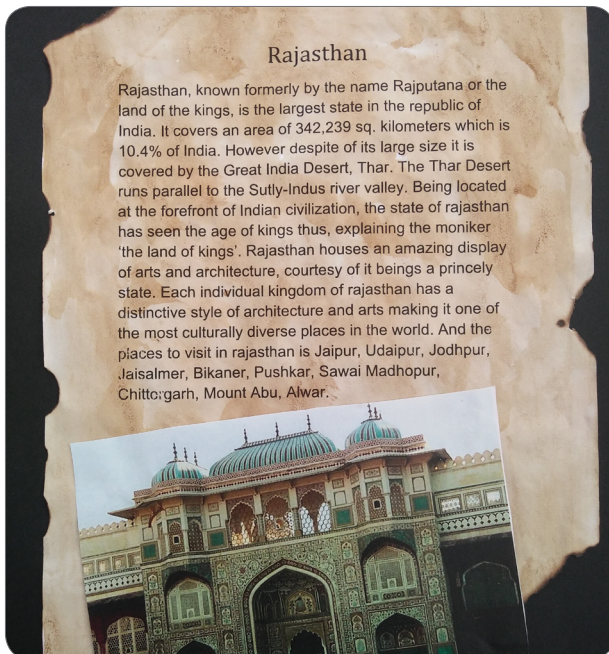 Rajasthan
Rajasthan, known formerly by the name Rajputana or the
land of the kings, is the largest state in the republic of
India. It covers an area of 342,239 sq. kilometers which is
10.4% of India. However despite of its large size it is
covered by the Great India Desert, Thar. The Thar Desert
runs parallel to the Sutly-Indus river valley. Being located
at the forefront of Indian civilization, the state of rajasthan
has seen the age of kings thus, explaining the moniker
‘the land of kings’. Rajasthan houses an amazing display
of arts and architecture, courtesy of it beings a princely
state. Each individual kingdom of rajasthan has a
distinctive style of architecture and arts making it one of
the most culturally diverse places in the world. And the
places to visit in rajasthan is Jaipur, Udaipur, Jodhpur,
Jaisalmer, Bikaner, Pushkar, Sawai Madhopur,
Chittorgarh, Mount Abu, Alwar.